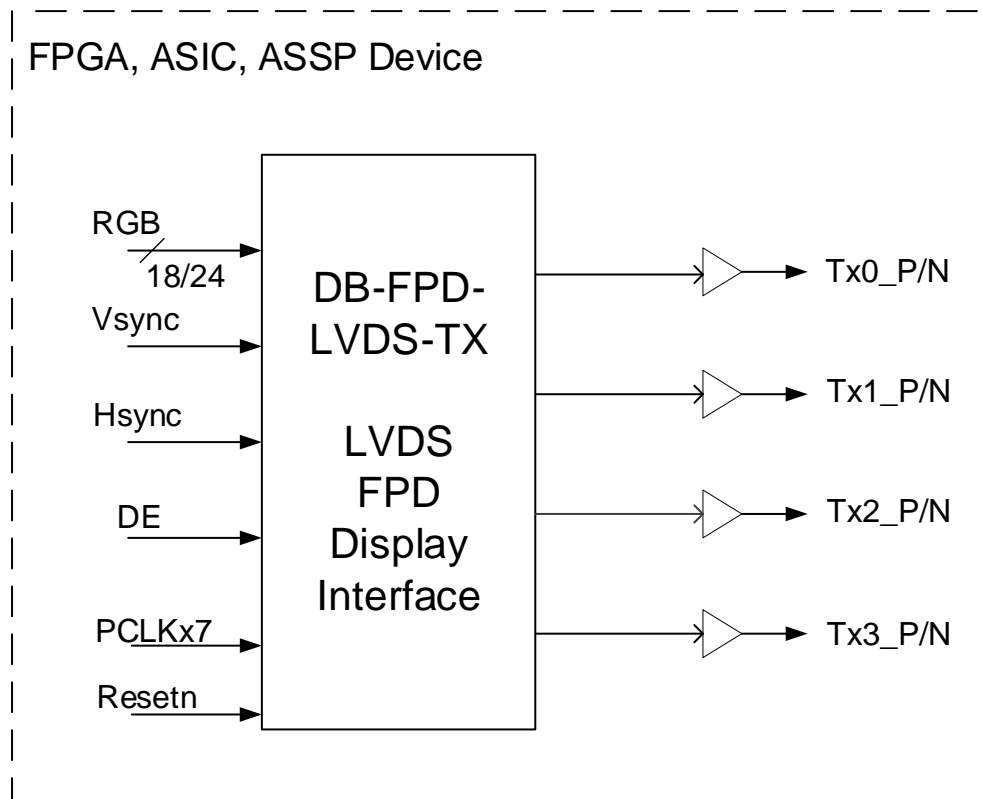 FPGA, ASIC, ASSP Device
RGB
18/24
Vsync
Hsync
DE
PCLKx7
Resetn
DB-FPD-
LVDS-TX
LVDS
FPD
Display
Interface
Tx0_P/N
Tx1_P/N
Tx2_P/N
Tx3_P/N